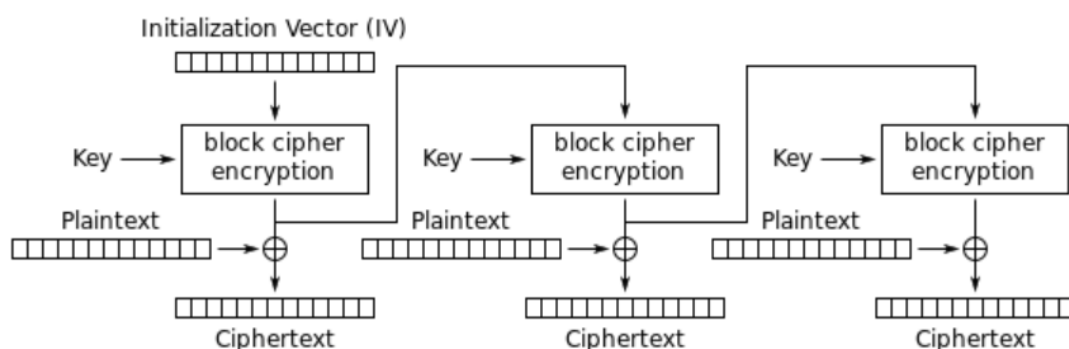 Initialization Vector (IV)
Key
block cipher
encryption
Key
block cipher
encryption
Key
block cipher
encryption
Plaintext
Plaintext
Plaintext
Ciphertext
Ciphertext
Ciphertext